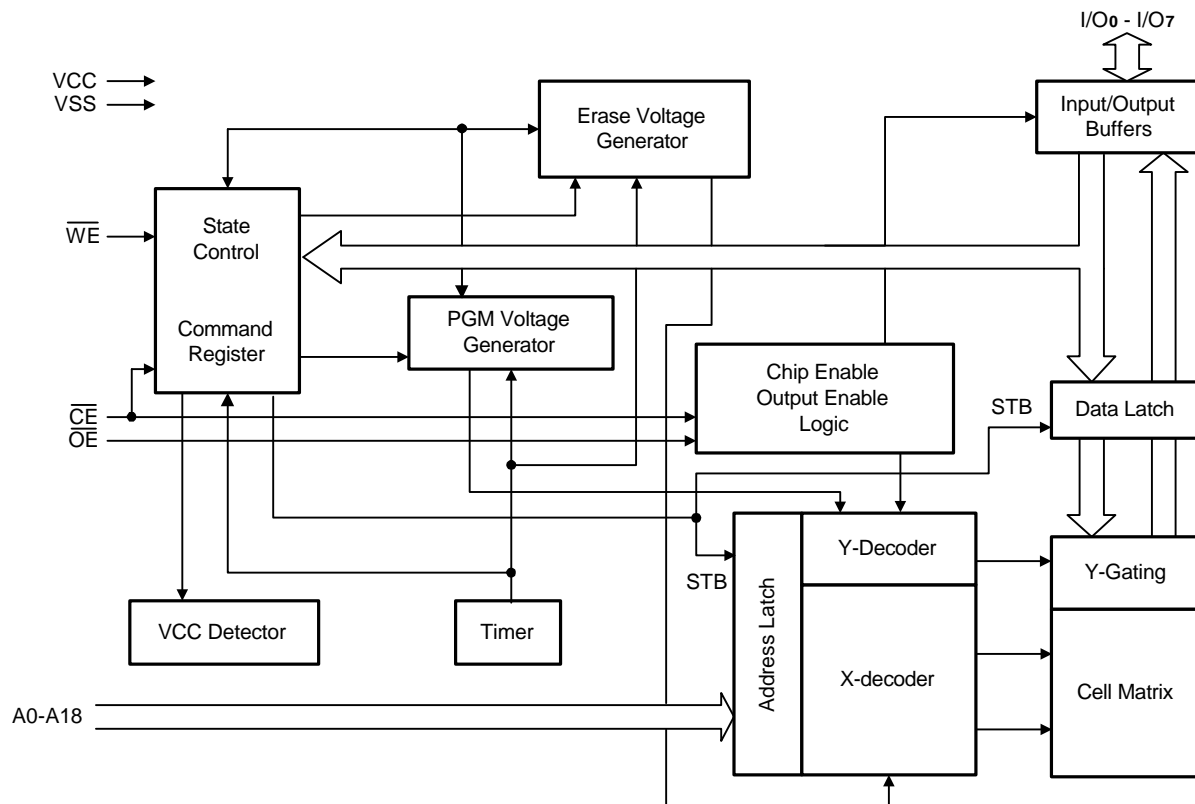 I/O0 - I/O7
VCC
VSS
Erase Voltage
Generator
Input/Output
Buffers
WE
State
Control
PGM Voltage
Generator
Command
Register
Chip Enable
Output Enable
Logic
CE
OE
STB
Data Latch
Y-Decoder
STB
Y-Gating
Address Latch
VCC Detector
Timer
X-decoder
Cell Matrix
A0-A18